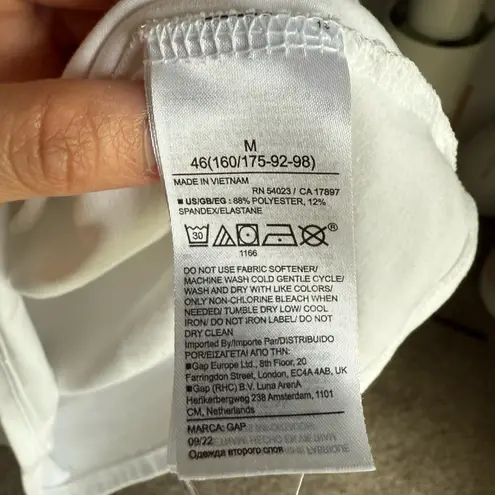 M
46(160/175-92-98)
MADE IN VIETNAM
RN 54023 / CA 17897
■ US/GB/EG : 88% POLYESTER, 12%
SPANDEX/ELASTANE
30
1166
DO NOT USE FABRIC SOFTENER/
MACHINE WASH COLD GENTLE CYCLE/
WASH AND DRY WITH LIKE COLORS/
ONLY NON-CHLORINE BLEACH WHEN
NEEDED/ TUMBLE DRY LOW/ COOL
IRON/ DO NOT IRON LABEL/ DO NOT
DRY CLEAN
Imported By/Importe Par/DISTRIBUIDO
POR/ΕΙΣΑΓΕΤΑΙ ΑΠΟ ΤΗΝ:
■Gap Europe Ltd., 8th Floor, 20
Farringdon Street, London, EC4A 4AB, UK
■Gap (RHC) B.V. Luna ArenA
Herikerbergweg 238 Amsterdam, 1101
CM, Netherlands
MARCA: GAP
09/22
Одежда второго слоя